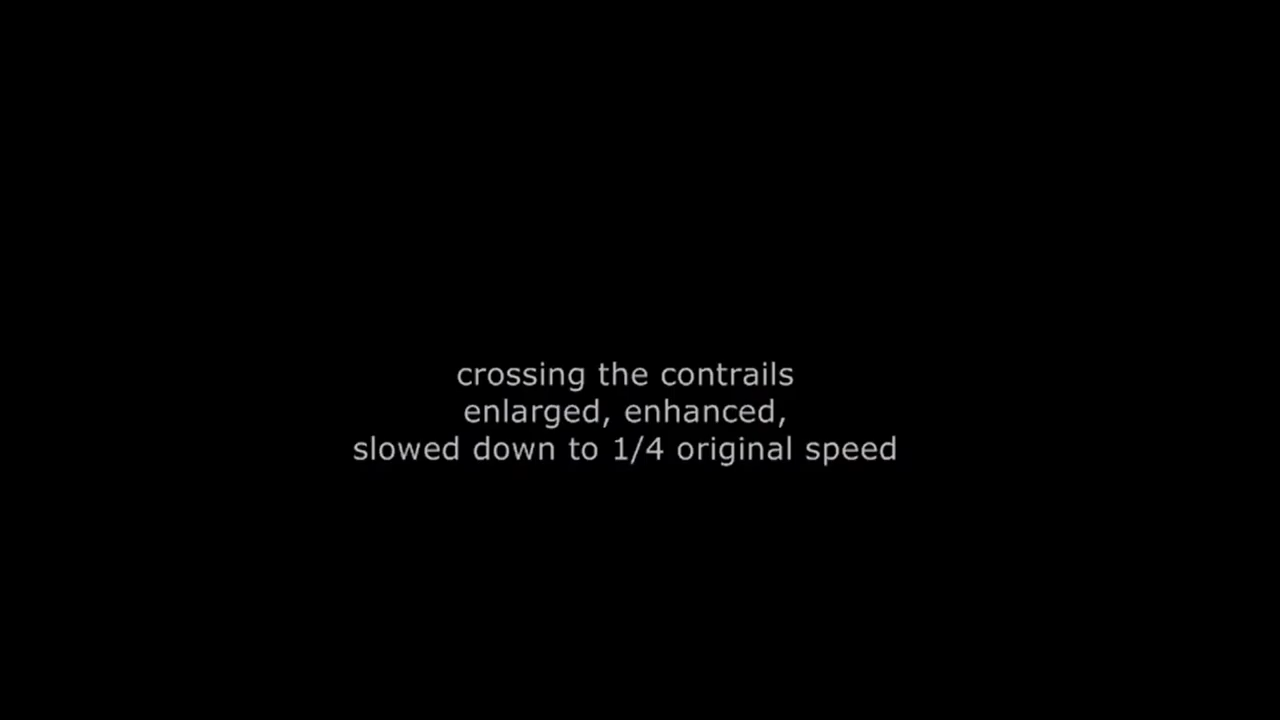 crossing the contrails
enlarged, enhanced,
slowed down to 1/4 original speed